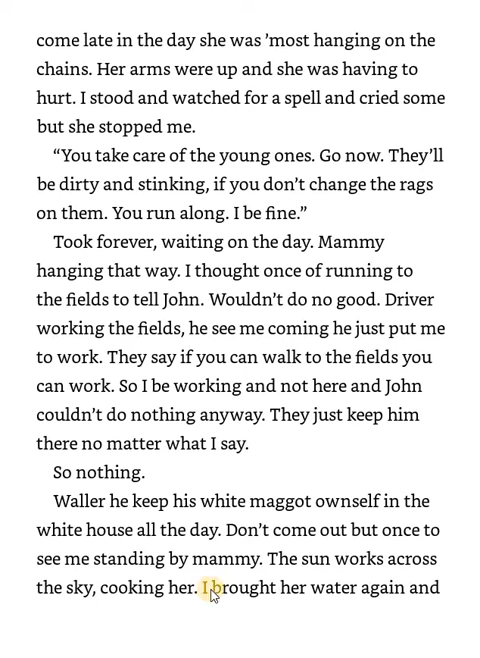 come late in the day she was ’most hanging on the
chains. Her arms were up and she was having to
hurt. I stood and watched for a spell and cried some
but she stopped me.
“You take care of the young ones. Go now. They’ll
be dirty and stinking, if you don’t change the rags
on them. You run along. I be fine.”
Took forever, waiting on the day. Mammy
hanging that way. I thought once of running to
the fields to tell John. Wouldn’t do no good. Driver
working the fields, he see me coming he just put me
to work. They say if you can walk to the fields you
can work. So I be working and not here and John
couldn’t do nothing anyway. They just keep him
there no matter what I say.
So nothing.
Waller he keep his white maggot ownself in the
white house all the day. Don’t come out but once to
see me standing by mammy. The sun works across
the sky, cooking her. I brought her water again and